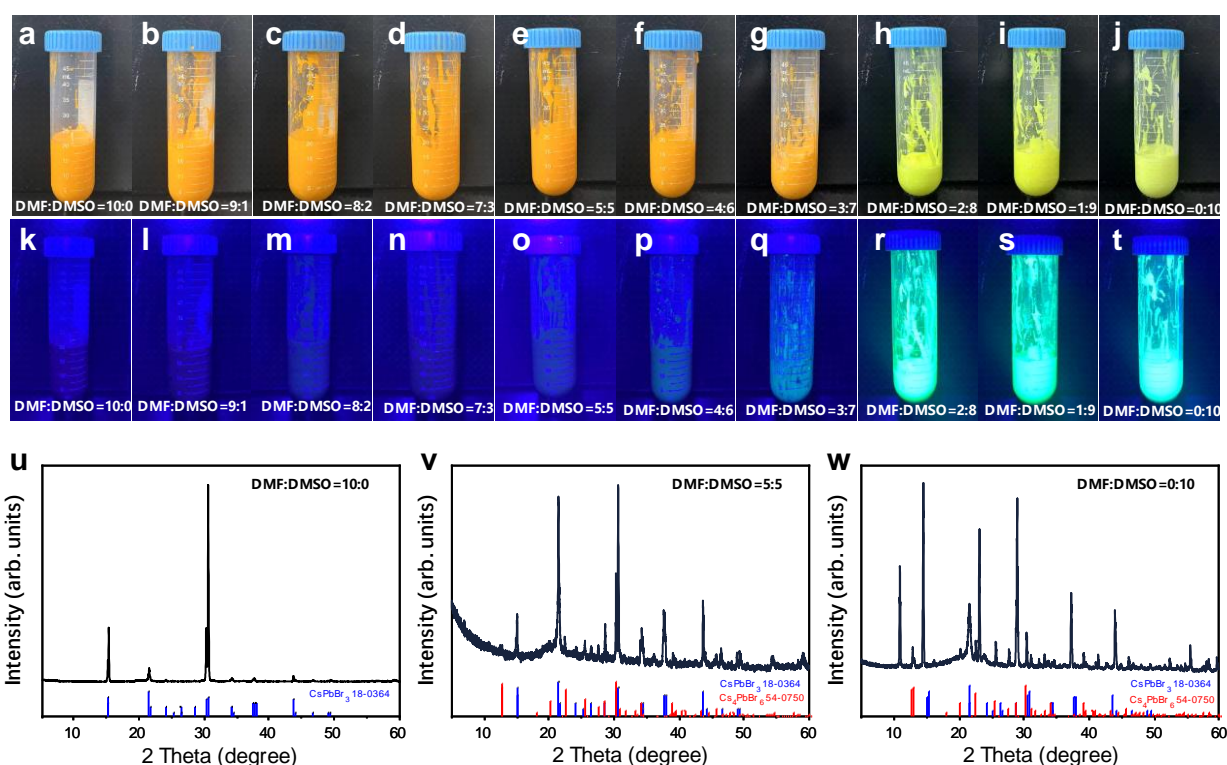 a b c d e f g h i j
DMF:DMSO=10:0 DMF:DMSO=9:1 DMF:DMSO=8:2 DMF:DMSO=7:3 DMF:DMSO=5:5 DMF:DMSO=4:6 DMF:DMSO=3:7 DMF:DMSO=2:8 DMF:DMSO=1:9 DMF:DMSO=0:10
k l m n o p q r s t
DMF:DMSO=10:0 DMF:DMSO=9:1 DMF:DMSO=8:2 DMF:DMSO=7:3 DMF:DMSO=5:5 DMF:DMSO=4:6 DMF:DMSO=3:7 DMF:DMSO=2:8 DMF:DMSO=1:9 DMF:DMSO=0:10
u
DMF:DMSO=10:0
Intensity (arb. units)
CsPbBr₃ 18-0364
10 20 30 40 50 60
2 Theta (degree)
v
DMF:DMSO=5:5
Intensity (arb. units)
CsPbBr₃ 18-0364
Cs₄PbBr₆ 54-0750
10 20 30 40 50 60
2 Theta (degree)
w
DMF:DMSO=0:10
Intensity (arb. units)
CsPbBr₃ 18-0364
Cs₄PbBr₆ 54-0750
10 20 30 40 50 60
2 Theta (degree)